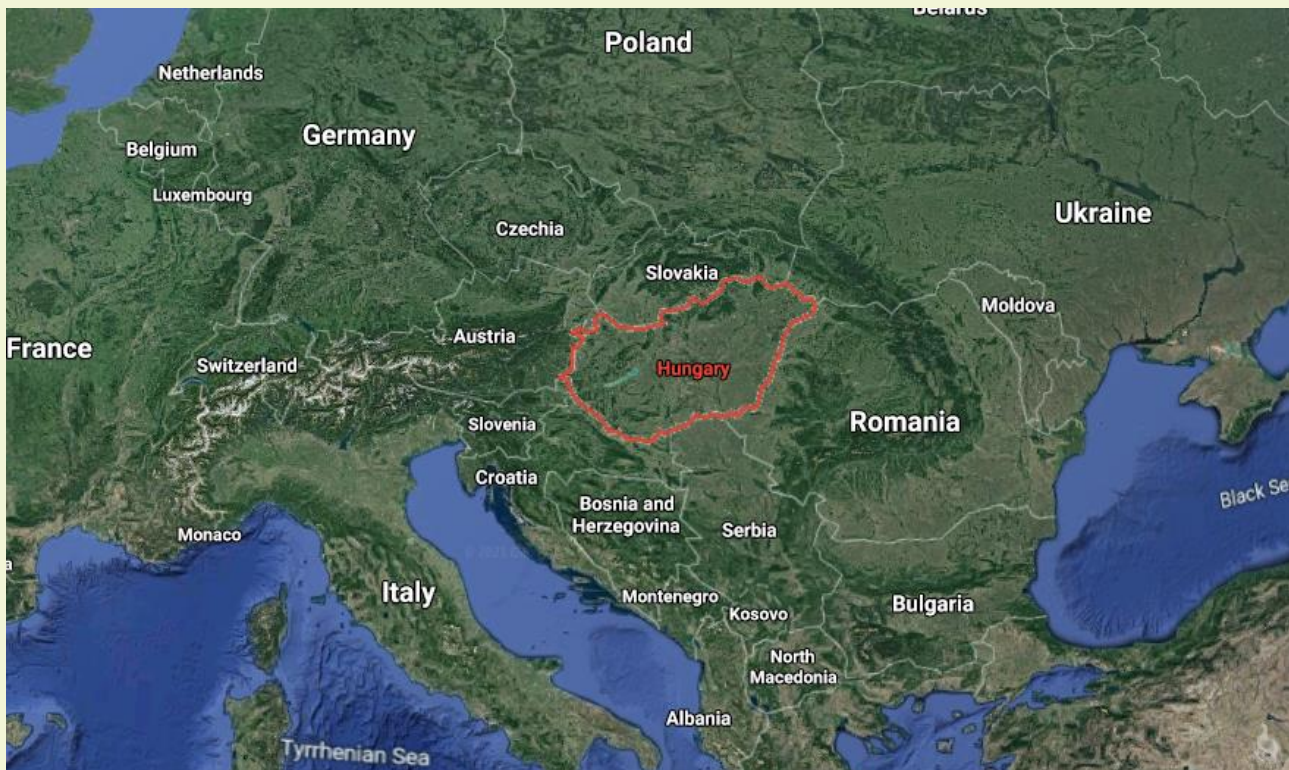 Belarus
Poland
Netherlands
Germany
Belgium
Luxembourg
Ukraine
Czechia
Slovakia
Moldova
Austria
France
Switzerland
Hungary
Romania
Slovenia
Croatia
Bosnia and
Herzegovina
Serbia
Black Se
Monaco
Italy
Montenegro
Kosovo
Bulgaria
North
Macedonia
Albania
Tyrrhenian Sea